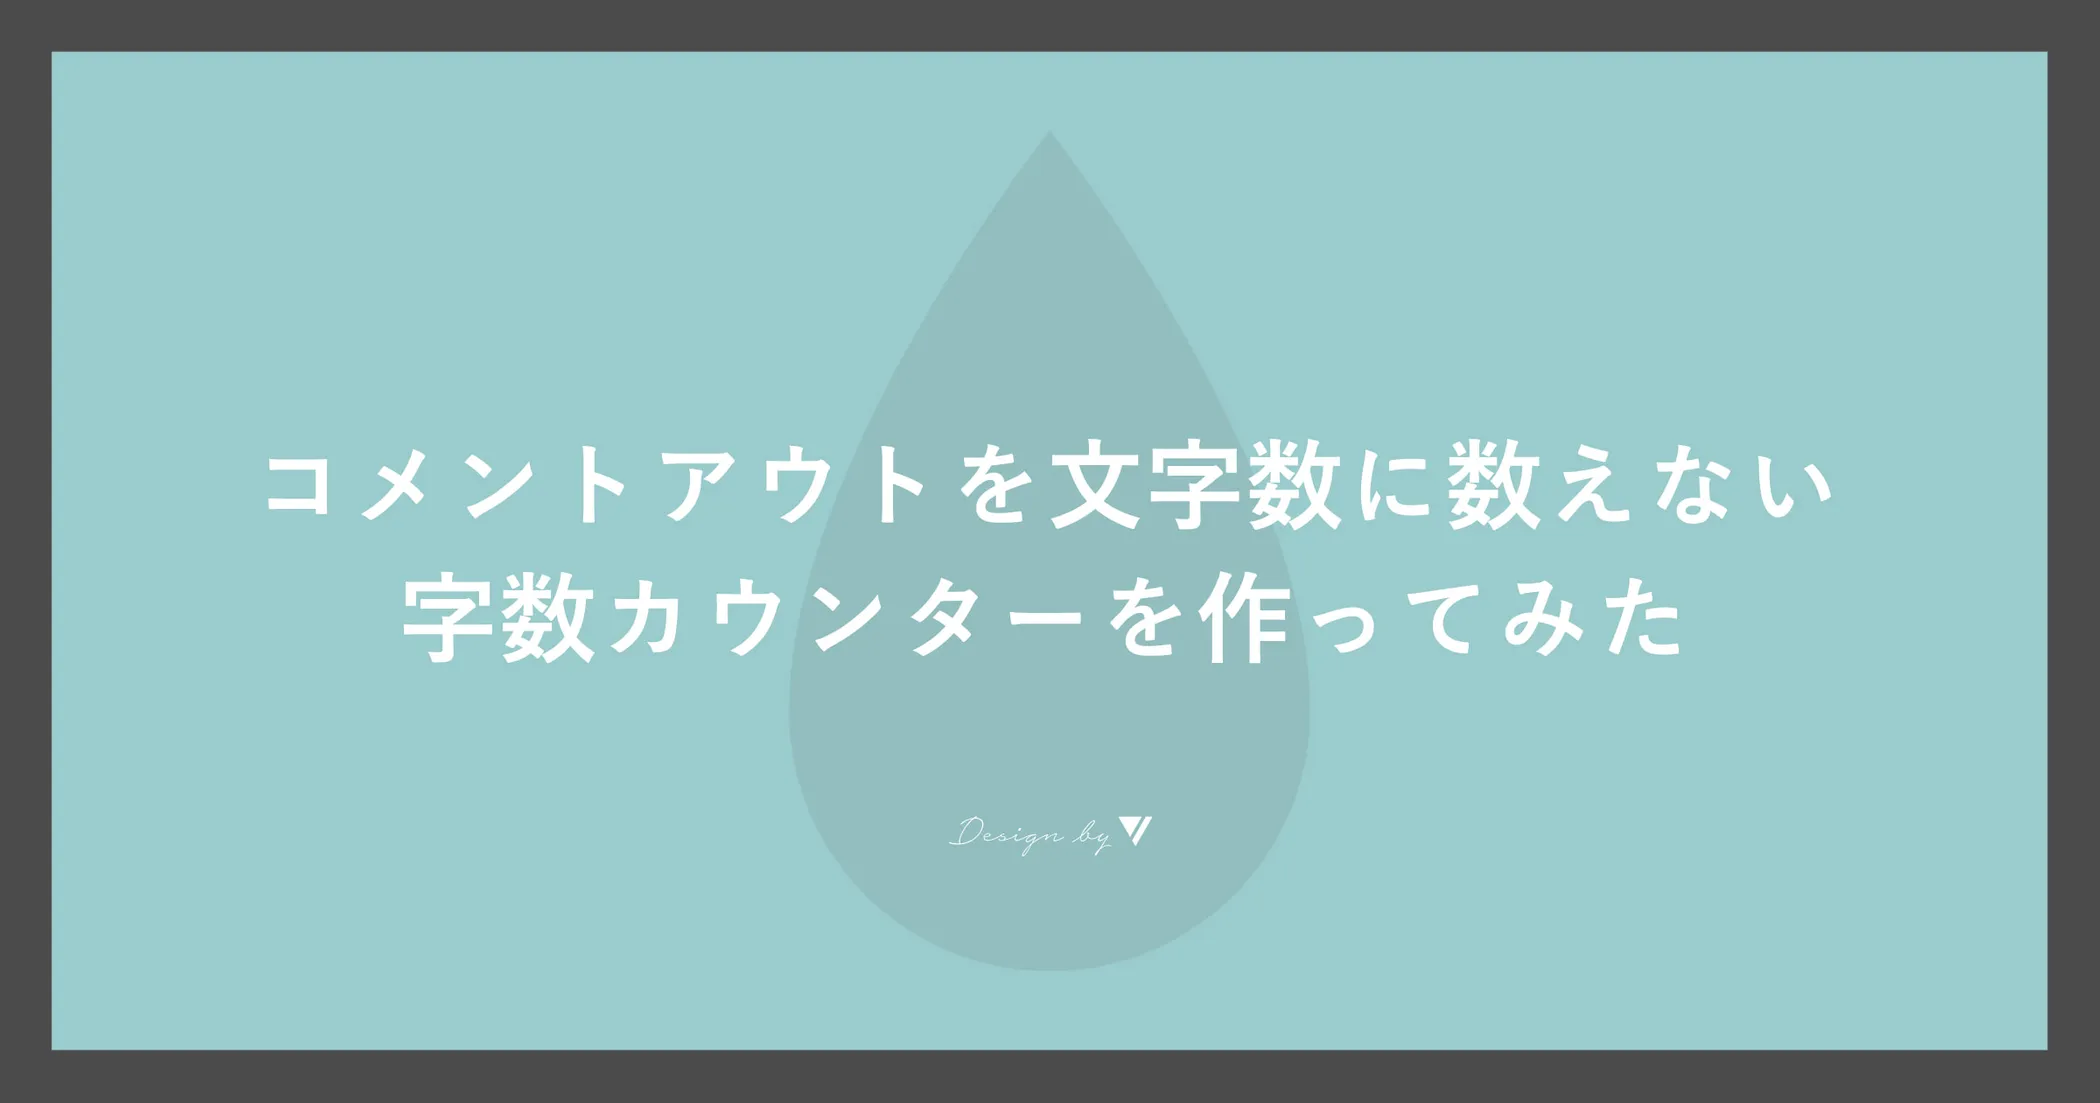 コメントアウトを文字数に数えない
字数カウンターを作ってみた
Design by